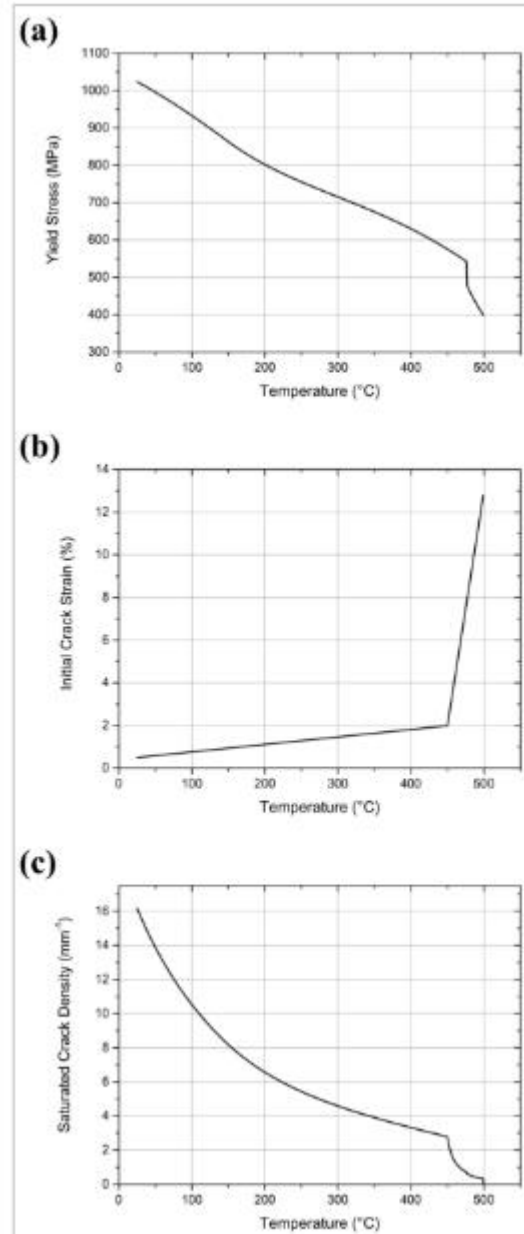 (a)
1100
1000
900
800
700
600
500
400
300
Yield Stress (MPa)
0 100 200 300 400 500
Temperature (°C)
(b)
14
12
10
8
6
4
2
0
Initial Crack Strain (%)
0 100 200 300 400 500
Temperature (°C)
(c)
16
14
12
10
8
6
4
2
0
Saturated Crack Density (mm⁻¹)
0 100 200 300 400 500
Temperature (°C)